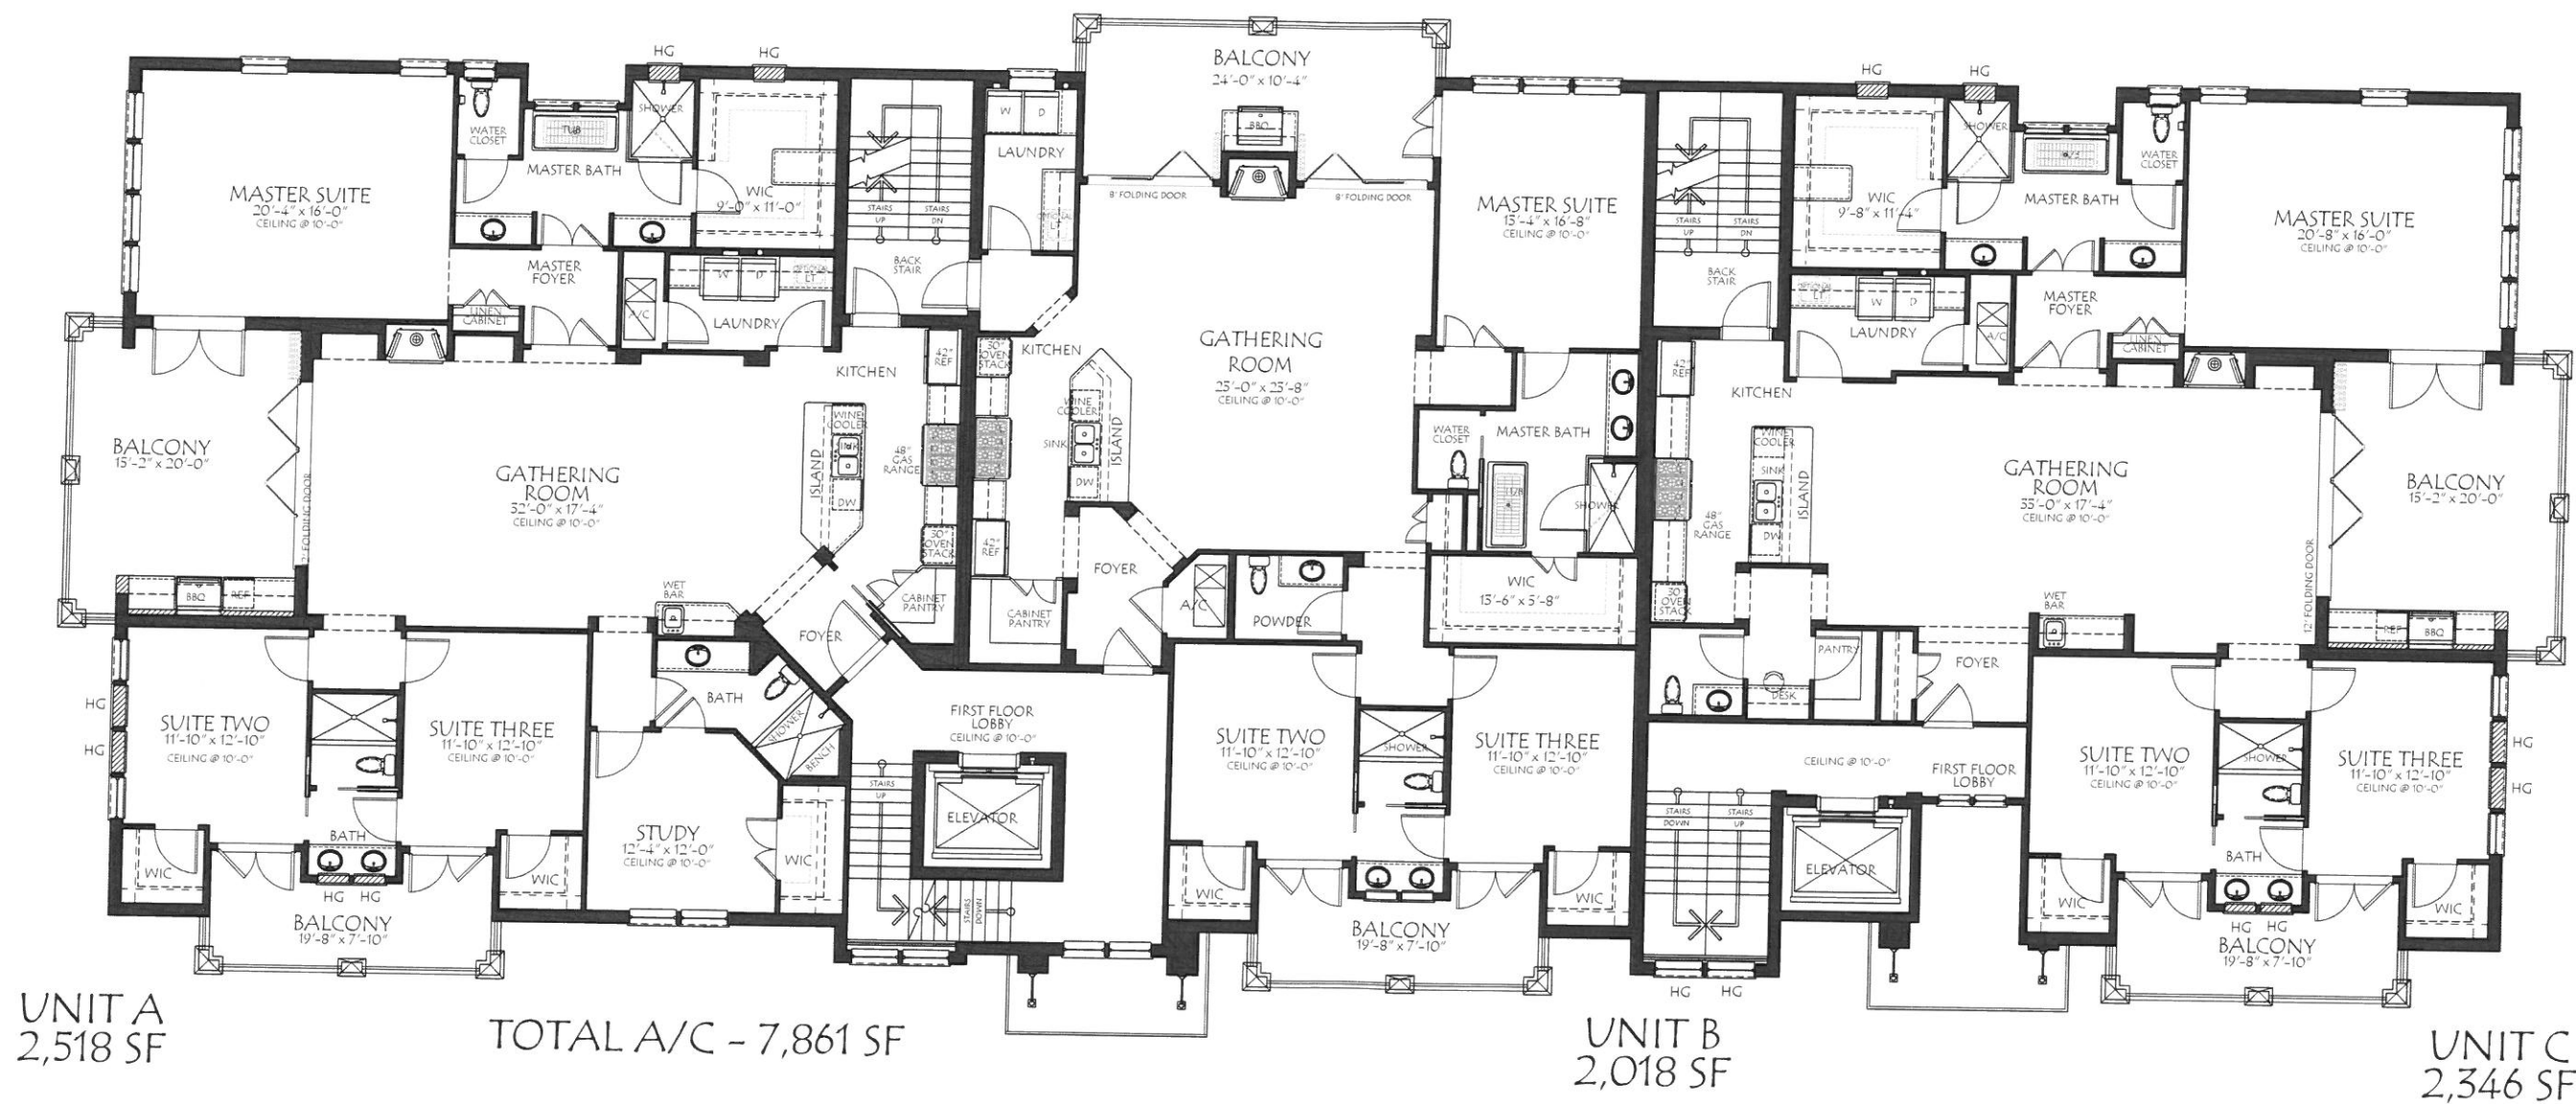 HG
HG
WATER
CLOSET
TUB
SHOWER
MASTER BATH
MASTER SUITE
20'-4" x 16'-0"
CEILING @ 10'-0"
WIC
9'-0" x 11'-0"
STAIRS
UP
STAIRS
DN
BACK
STAIR
MASTER
FOYER
LINEN
CABINET
A/C
W
D
OPTIONAL
LT
LAUNDRY
W
D
LAUNDRY
OPTIONAL
LT
BALCONY
24'-0" x 10'-4"
BBQ
8' FOLDING DOOR
8' FOLDING DOOR
MASTER SUITE
13'-4" x 16'-8"
CEILING @ 10'-0"
GATHERING
ROOM
23'-0" x 23'-8"
CEILING @ 10'-0"
STAIRS
UP
STAIRS
DN
BACK
STAIR
HG
HG
SHOWER
WIC
9'-8" x 11'-4"
MASTER BATH
WATER
CLOSET
MASTER SUITE
20'-8" x 16'-0"
CEILING @ 10'-0"
MASTER
FOYER
LINEN
CABINET
OPTIONAL
LT
W
D
LAUNDRY
A/C
BALCONY
15'-2" x 20'-0"
12' FOLDING DOOR
BBQ
REF
GATHERING
ROOM
32'-0" x 17'-4"
CEILING @ 10'-0"
KITCHEN
42"
REF
WINE
COOLER
SINK
DW
ISLAND
48"
GAS
RANGE
30"
OVEN
STACK
CABINET
PANTRY
WET
BAR
FOYER
30"
OVEN
STACK
KITCHEN
WINE
COOLER
SINK
DW
ISLAND
42"
REF
CABINET
PANTRY
FOYER
A/C
POWDER
WATER
CLOSET
MASTER BATH
TUB
SHOWER
WIC
13'-6" x 5'-8"
42"
REF
KITCHEN
WINE
COOLER
SINK
DW
ISLAND
48"
GAS
RANGE
30"
OVEN
STACK
GATHERING
ROOM
33'-0" x 17'-4"
CEILING @ 10'-0"
BALCONY
15'-2" x 20'-0"
12' FOLDING DOOR
WET
BAR
REF
BBQ
PANTRY
DESK
FOYER
HG
HG
SUITE TWO
11'-10" x 12'-10"
CEILING @ 10'-0"
SUITE THREE
11'-10" x 12'-10"
CEILING @ 10'-0"
BATH
WIC
WIC
HG
HG
BALCONY
19'-8" x 7'-10"
BATH
SHOWER
BENCH
STUDY
12'-4" x 12'-0"
CEILING @ 10'-0"
WIC
FIRST FLOOR
LOBBY
CEILING @ 10'-0"
STAIRS
UP
ELEVATOR
STAIRS
DOWN
SUITE TWO
11'-10" x 12'-10"
CEILING @ 10'-0"
SHOWER
SUITE THREE
11'-10" x 12'-10"
CEILING @ 10'-0"
WIC
WIC
BALCONY
19'-8" x 7'-10"
CEILING @ 10'-0"
FIRST FLOOR
LOBBY
STAIRS
DOWN
STAIRS
UP
ELEVATOR
HG
HG
SUITE TWO
11'-10" x 12'-10"
CEILING @ 10'-0"
SHOWER
SUITE THREE
11'-10" x 12'-10"
CEILING @ 10'-0"
HG
HG
BATH
WIC
WIC
HG
HG
BALCONY
19'-8" x 7'-10"
UNIT A
2,518 SF
TOTAL A/C - 7,861 SF
UNIT B
2,018 SF
UNIT C
2,346 SF